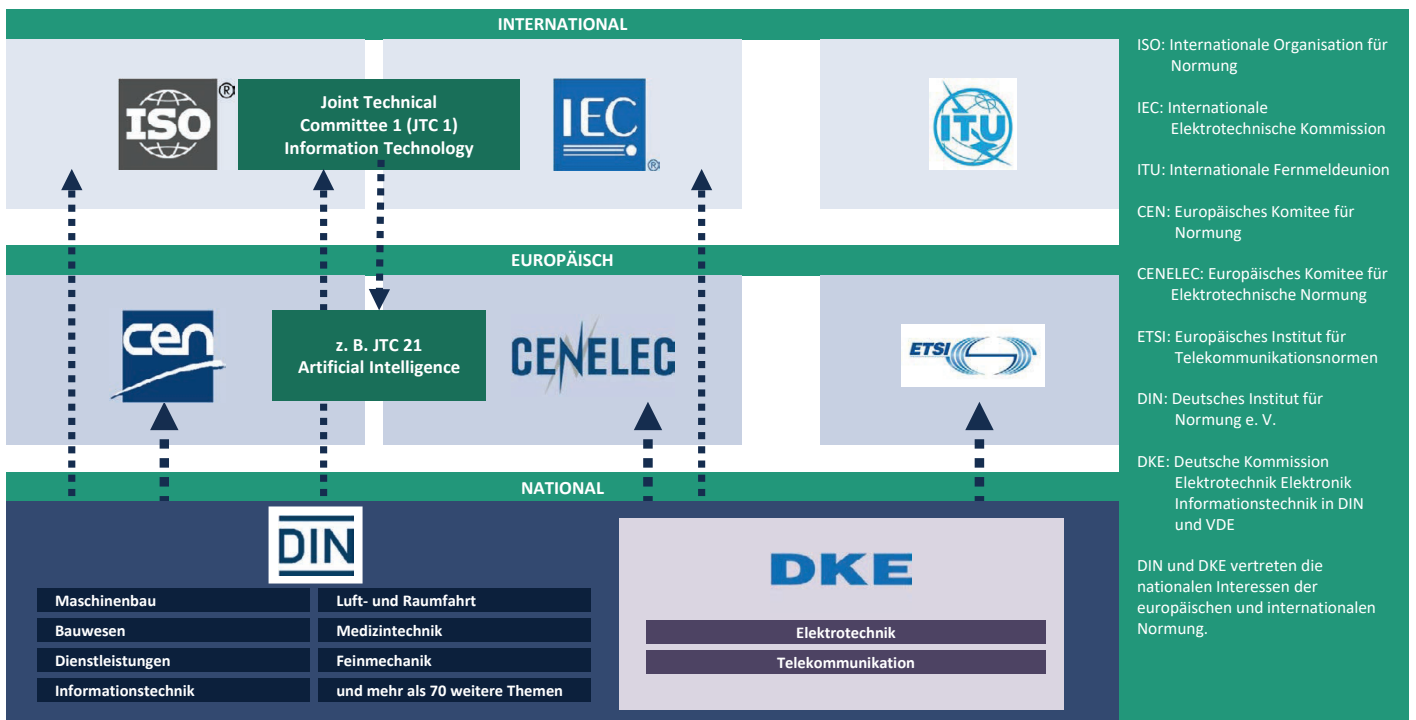 INTERNATIONAL
ISO
®
Joint Technical
Committee 1 (JTC 1)
Information Technology
IEC
®
ITU
EUROPÄISCH
cen
z. B. JTC 21
Artificial Intelligence
CENELEC
ETSI
NATIONAL
DIN
Maschinenbau
Luft- und Raumfahrt
Bauwesen
Medizintechnik
Dienstleistungen
Feinmechanik
Informationstechnik
und mehr als 70 weitere Themen
DKE
Elektrotechnik
Telekommunikation
ISO: Internationale Organisation für
Normung
IEC: Internationale
Elektrotechnische Kommission
ITU: Internationale Fernmeldeunion
CEN: Europäisches Komitee für
Normung
CENELEC: Europäisches Komitee für
Elektrotechnische Normung
ETSI: Europäisches Institut für
Telekommunikationsnormen
DIN: Deutsches Institut für
Normung e. V.
DKE: Deutsche Kommission
Elektrotechnik Elektronik
Informationstechnik in DIN
und VDE
DIN und DKE vertreten die
nationalen Interessen der
europäischen und internationalen
Normung.